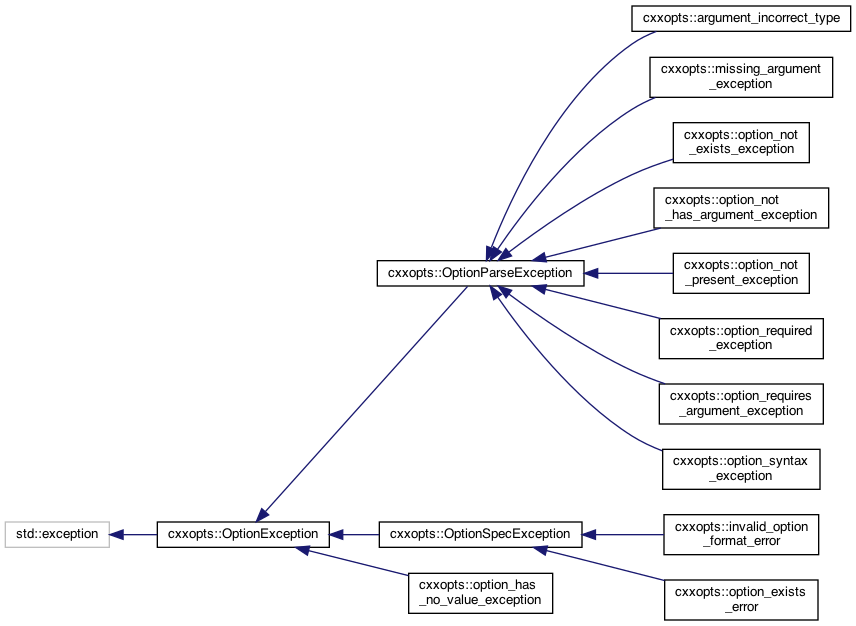 cxxopts::argument_incorrect_type
cxxopts::missing_argument
_exception
cxxopts::option_not
_exists_exception
cxxopts::option_not
_has_argument_exception
cxxopts::OptionParseException
cxxopts::option_not
_present_exception
cxxopts::option_required
_exception
cxxopts::option_requires
_argument_exception
cxxopts::option_syntax
_exception
std::exception
cxxopts::OptionException
cxxopts::OptionSpecException
cxxopts::invalid_option
_format_error
cxxopts::option_has
_no_value_exception
cxxopts::option_exists
_error